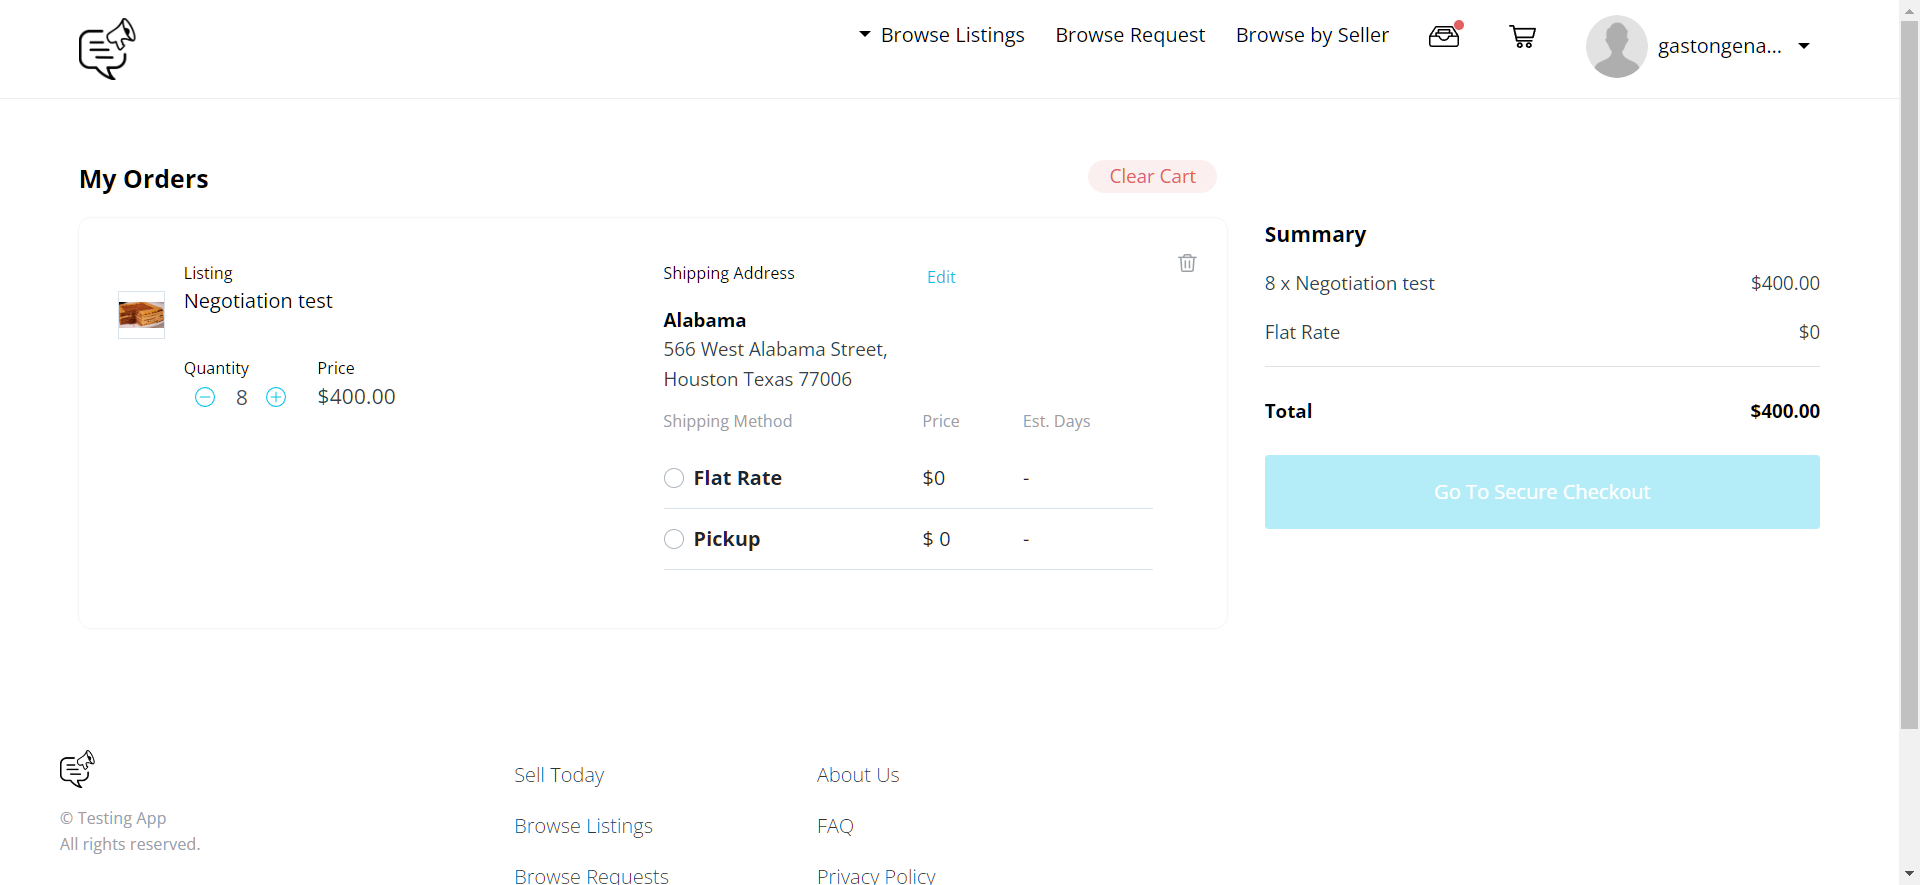 Browse Listings
Browse Request
Browse by Seller
gastongena...
My Orders
Clear Cart
Listing
Negotiation test
Quantity
Price
8
$400.00
Shipping Address
Edit
Alabama
566 West Alabama Street,
Houston Texas 77006
Shipping Method
Price
Est. Days
Flat Rate
$0
-
Pickup
$ 0
-
Summary
8 x Negotiation test
$400.00
Flat Rate
$0
Total
$400.00
Go To Secure Checkout
© Testing App
All rights reserved.
Sell Today
Browse Listings
Browse Requests
About Us
FAQ
Privacy Policy